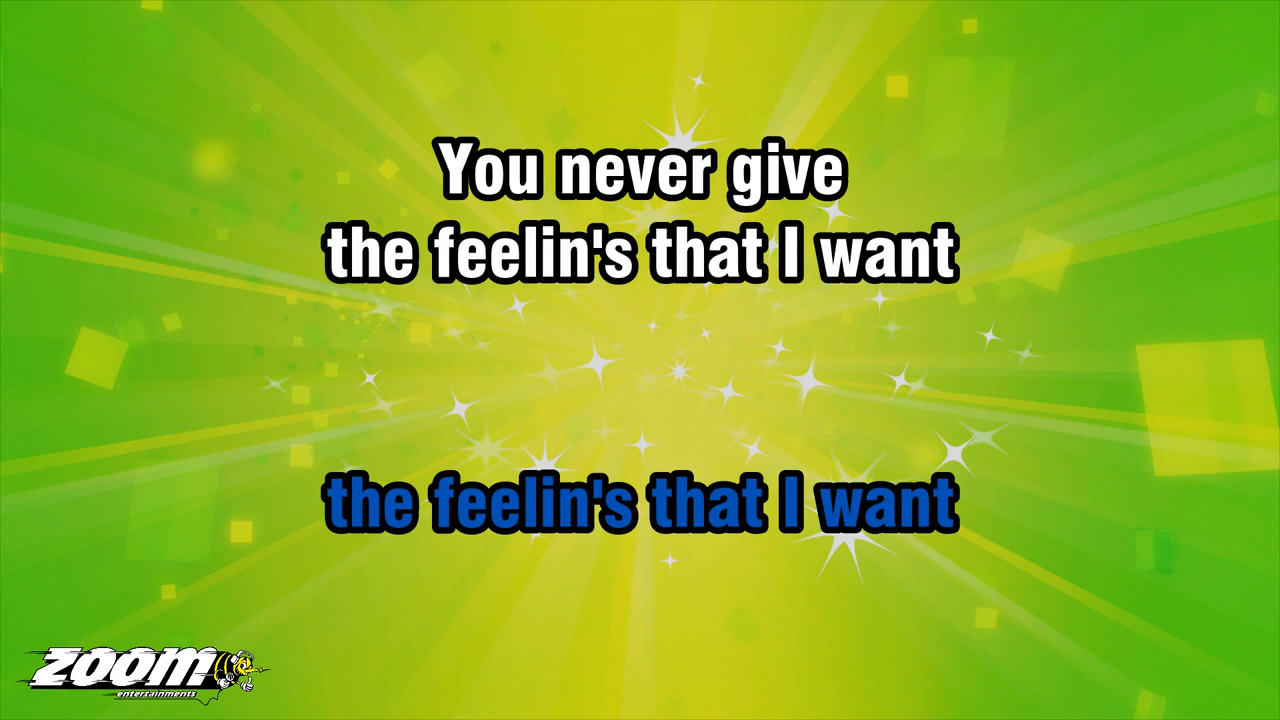 You never give
the feelin's that I want
the feelin's that I want
zoom
entertainments